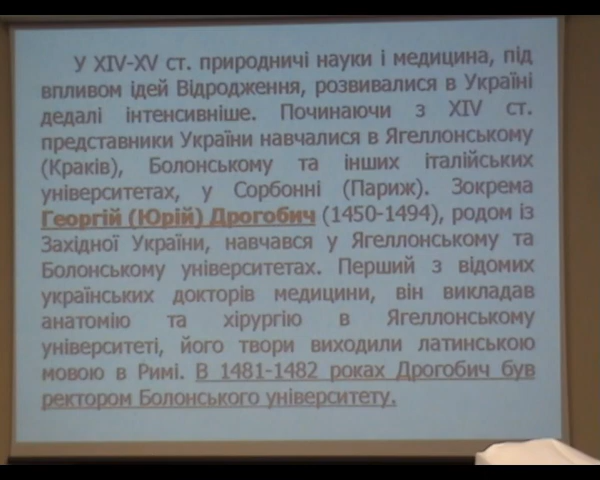 У XIV-XV ст. природничі науки і медицина, під
впливом ідей Відродження, розвивалися в Україні
дедалі інтенсивніше. Починаючи з XIV ст.
представники України навчалися в Ягеллонському
(Краків), Болонському та інших італійських
університетах, у Сорбонні (Париж). Зокрема
Георгій (Юрій) Дрогобич (1450-1494), родом із
Західної України, навчався у Ягеллонському та
Болонському університетах. Перший з відомих
українських докторів медицини, він викладав
анатомію та хірургію в Ягеллонському
університеті, його твори виходили латинською
мовою в Римі. В 1481-1482 роках Дрогобич був
ректором Болонського університету.